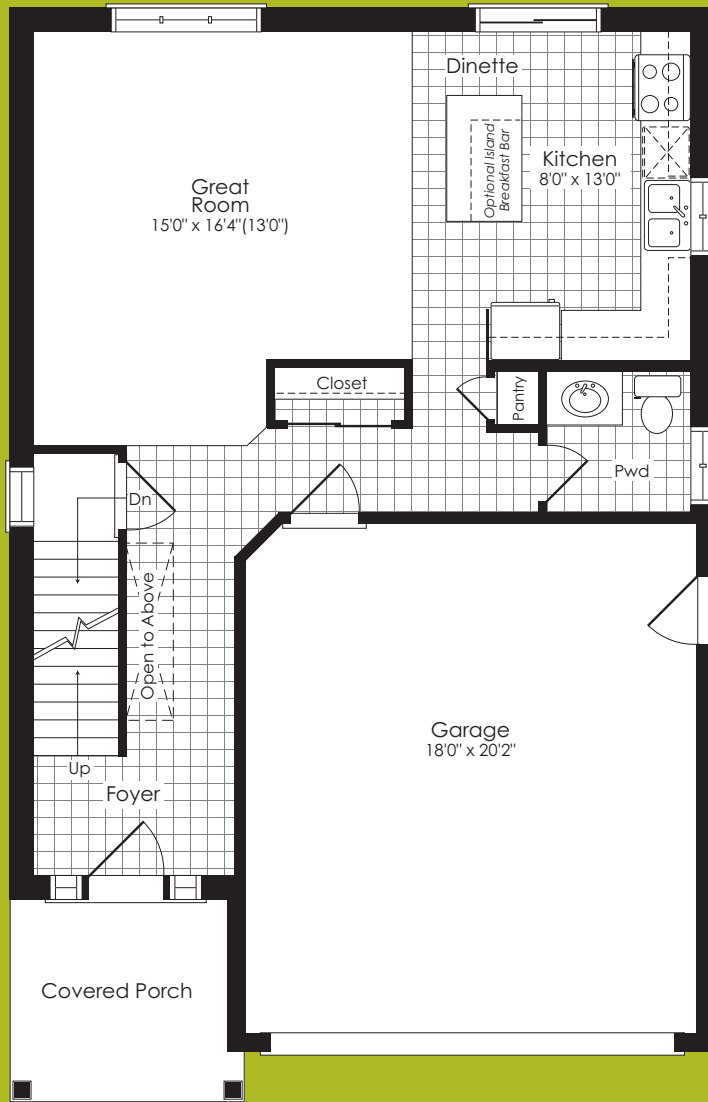 Dinette
Optional Island
Breakfast Bar
Kitchen
8'0" x 13'0"
Great
Room
15'0" x 16'4"(13'0")
Closet
Pantry
Pwd
Dn
Open to Above
Garage
18'0" x 20'2"
Up
Foyer
Covered Porch